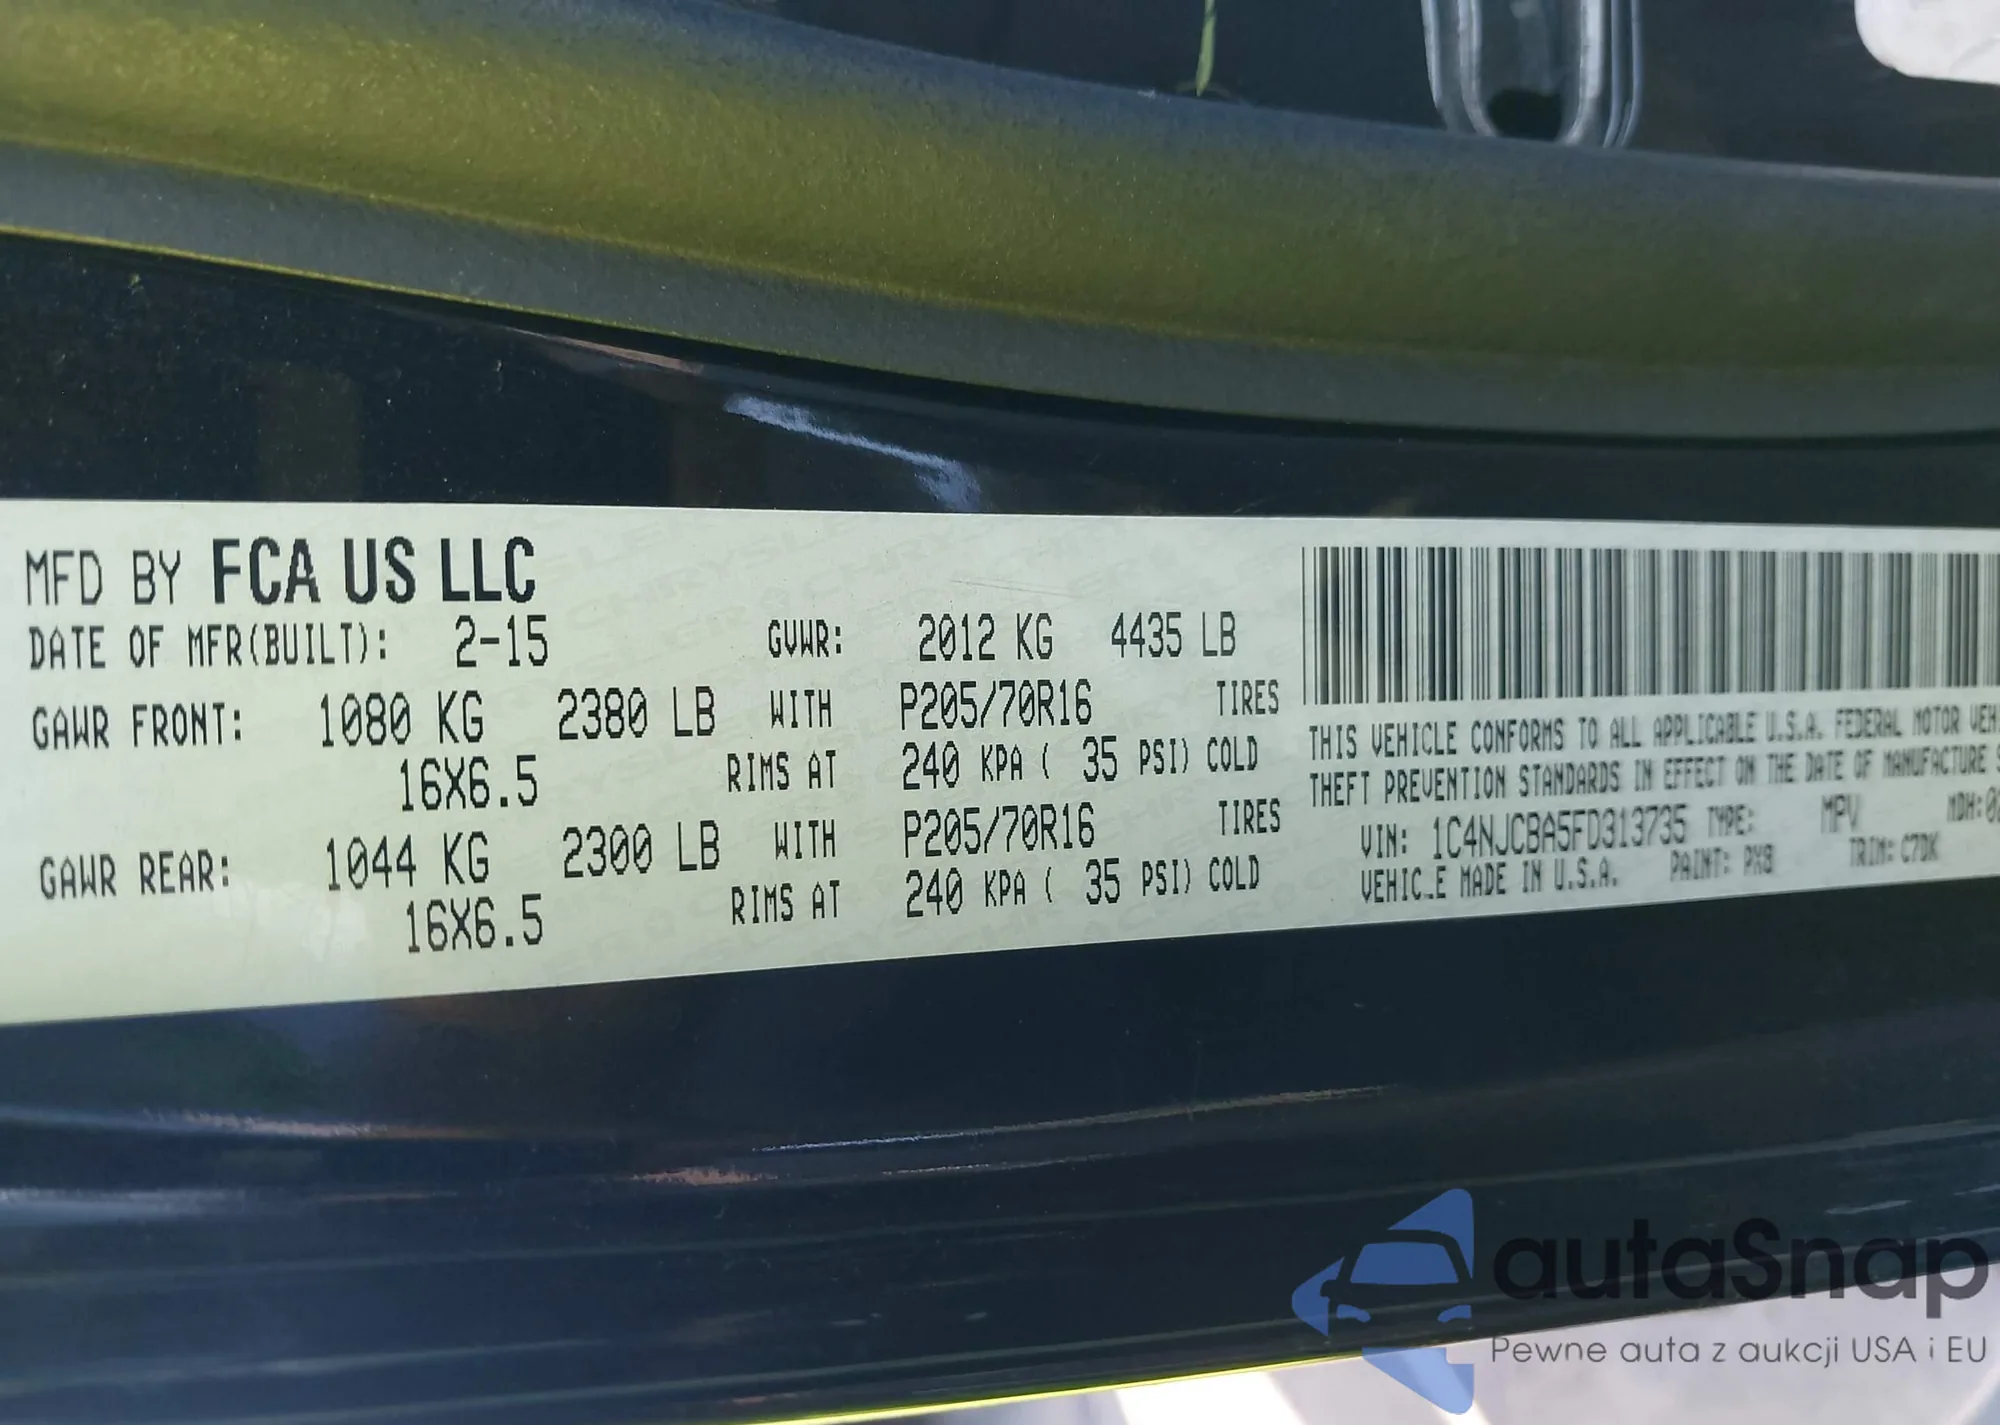 MFD BY FCA US LLC
DATE OF MFR(BUILT): 2-15 GVWR: 2012 KG 4435 LB
GAWR FRONT: 1080 KG 2380 LB WITH P205/70R16 TIRES
16X6.5 RIMS AT 240 KPA ( 35 PSI) COLD
GAWR REAR: 1044 KG 2300 LB WITH P205/70R16 TIRES
16X6.5 RIMS AT 240 KPA ( 35 PSI) COLD
THIS VEHICLE CONFORMS TO ALL APPLICABLE U.S.A. FEDERAL MOTOR VEH
THEFT PREVENTION STANDARDS IN EFFECT ON THE DATE OF MANUFACTURE S
VIN: 1C4NJCBA5FD313735 TYPE: MPV MDH:02
VEHICLE MADE IN U.S.A. PAINT: PX8 TRIM: C7DK
autaSnap
Pewne auta z aukcji USA i EU